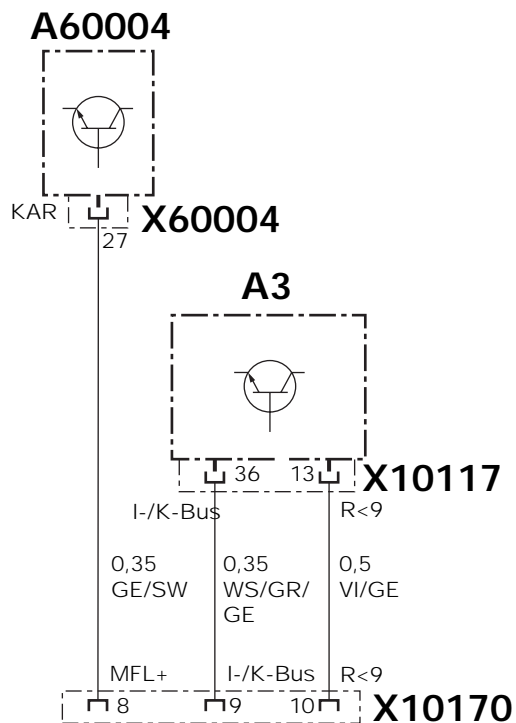 A60004
KAR
X60004
27
A3
36
13
X10117
I-/K-Bus
R<9
0,35
GE/SW
0,35
WS/GR/
GE
0,5
VI/GE
MFL+
I-/K-Bus
R<9
8
9
10
X10170